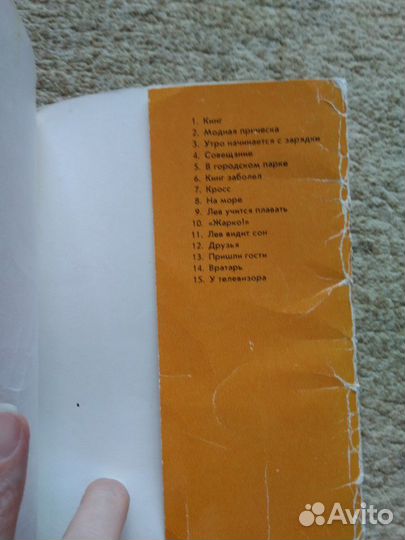 1. Кинг
2. Модная прическа
3. Утро начинается с зарядки
4. Совещание
5. В городском парке
6. Кинг заболел
7. Кросс
8. На море
9. Лев учится плавать
10. «Жарко!»
11. Лев видит сон
12. Друзья
13. Пришли гости
14. Вратарь
15. У телевизора
Avito